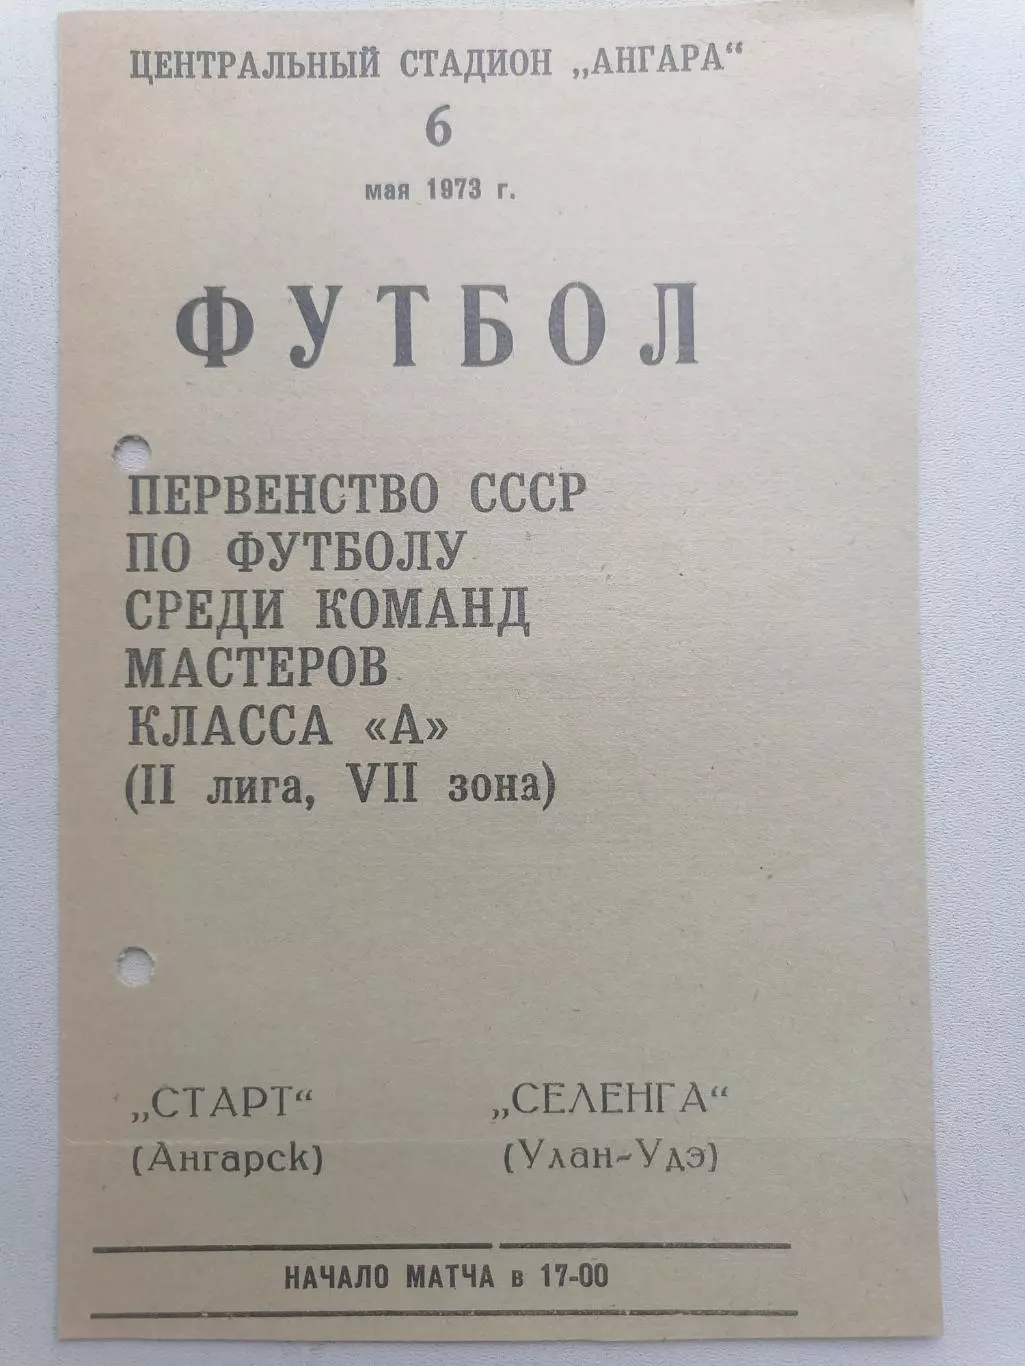 ЦЕНТРАЛЬНЫЙ СТАДИОН „АНГАРА“
6
мая 1973 г.
ФУТБОЛ
ПЕРВЕНСТВО СССР
ПО ФУТБОЛУ
СРЕДИ КОМАНД
МАСТЕРОВ
КЛАССА «А»
(II лига, VII зона)
„СТАРТ“ „СЕЛЕНГА“
(Ангарск) (Улан-Удэ)
НАЧАЛО МАТЧА в 17-00